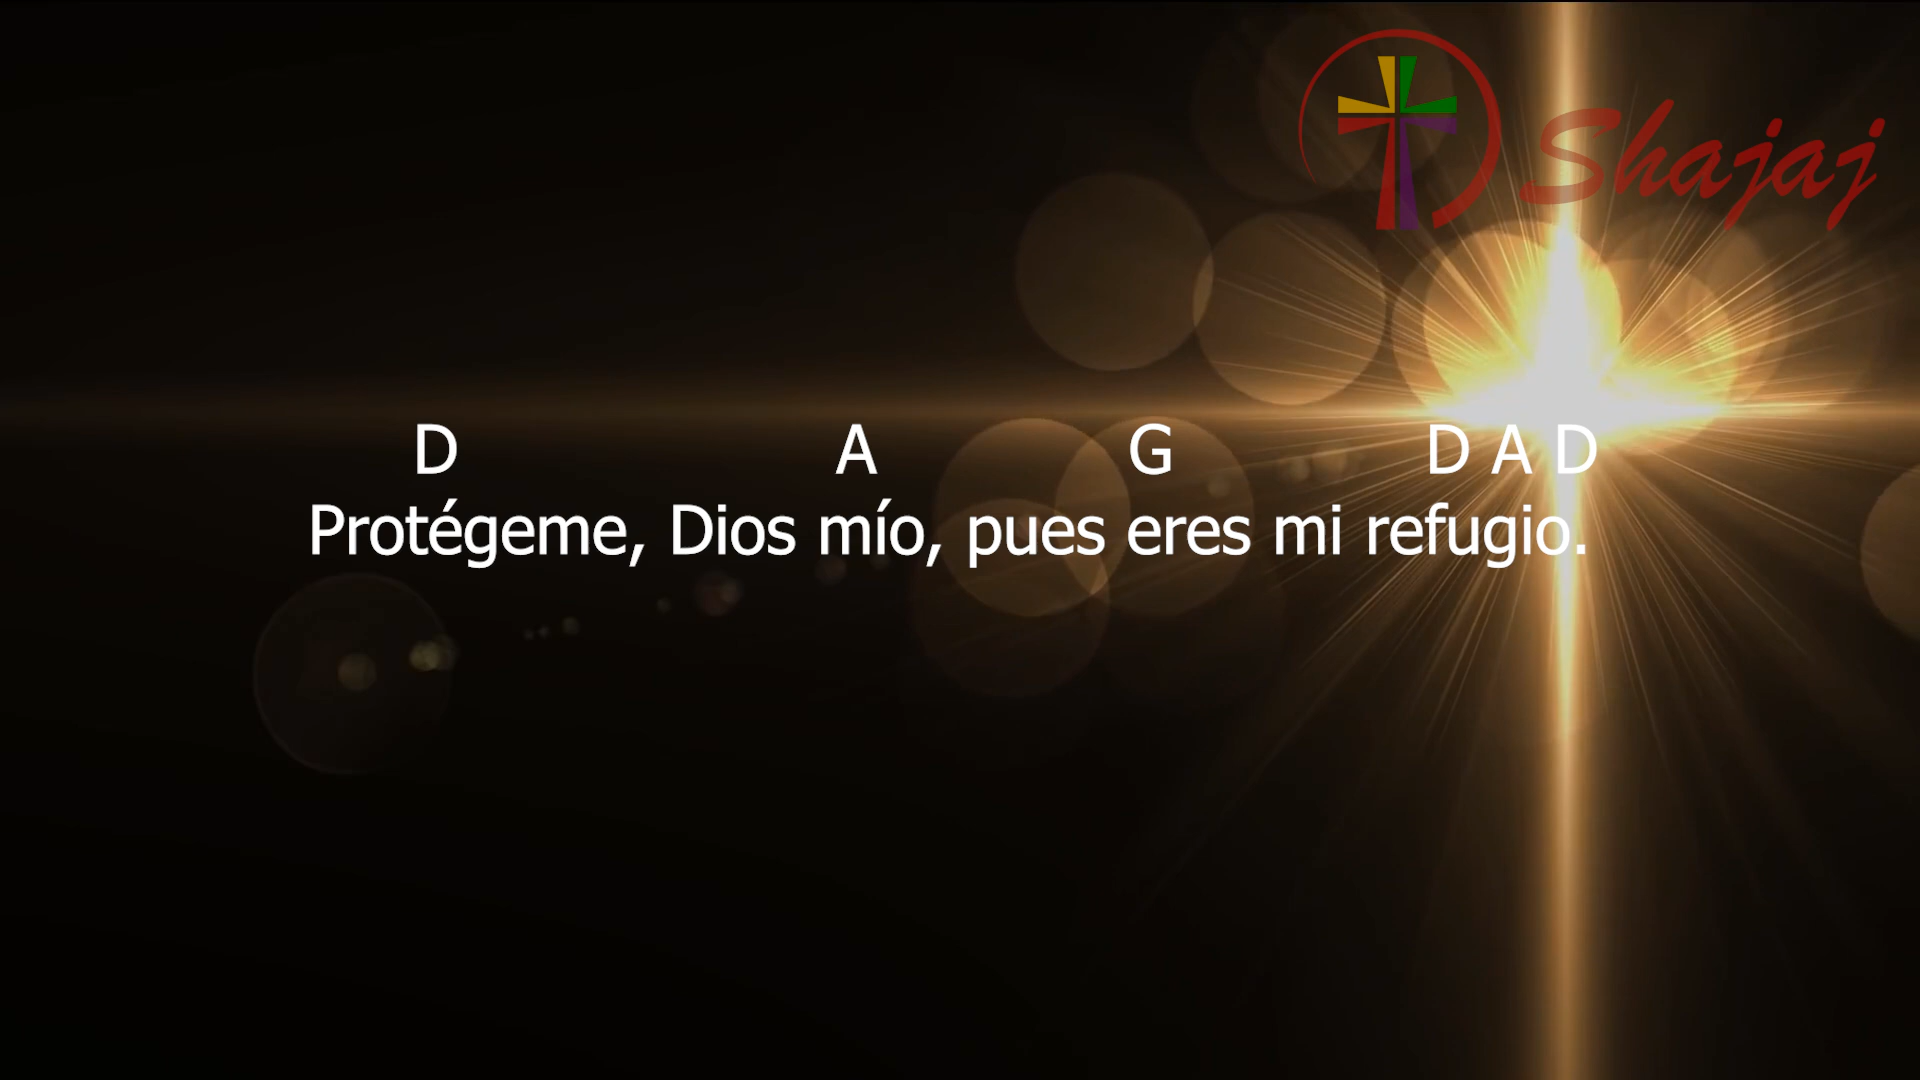 Shajaj
D A G D A D
Protégeme, Dios mío, pues eres mi refugio.